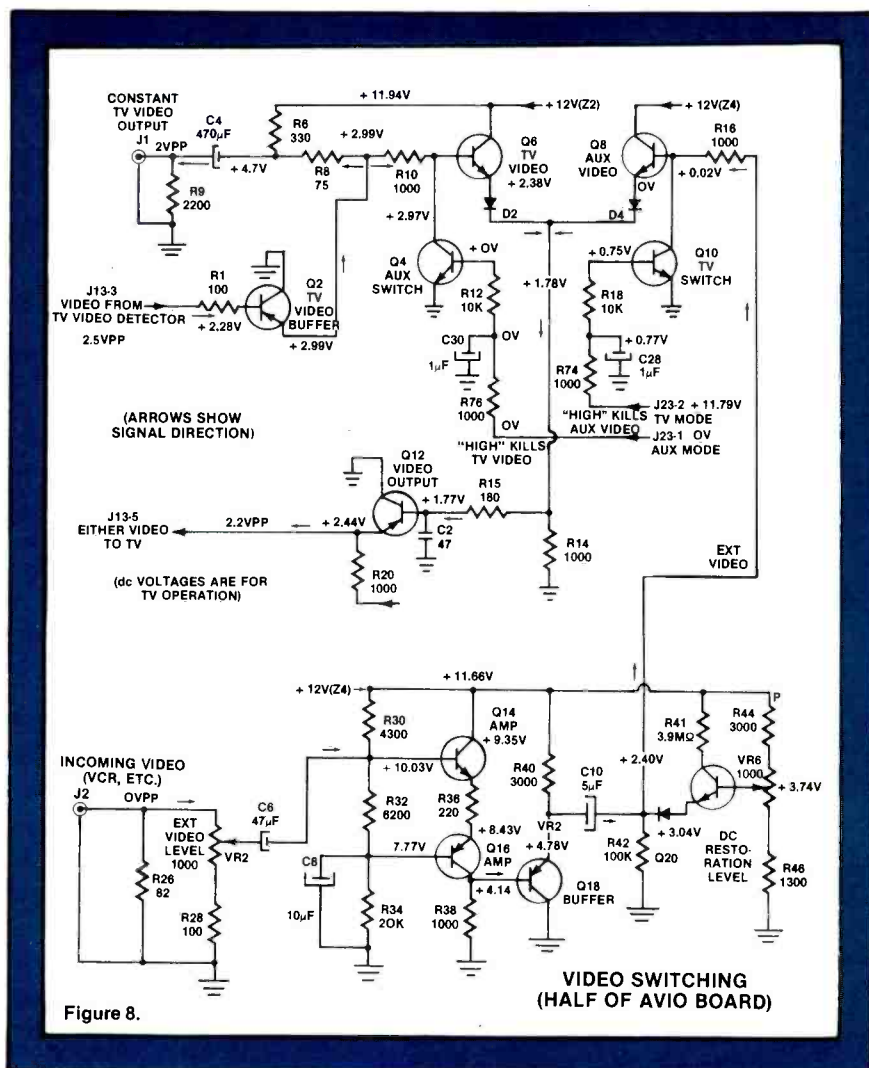 CONSTANT
TV VIDEO
OUTPUT
J1
2VPP
C4
470µF
+ 4.7V
R9
2200
+ 11.94V
R6
330
+ 2.99V
R8
75
R10
1000
+ 2.97V
+ 12V(Z2)
Q6
TV
VIDEO
+ 2.38V
D2
Q8
AUX
VIDEO
OV
D4
+ 12V(Z4)
R16
1000
+ 0.02V
J13-3
VIDEO FROM
TV VIDEO DETECTOR
2.5VPP
R1
100
+ 2.28V
Q2
TV
VIDEO
BUFFER
+ 2.99V
Q4
AUX
SWITCH
+ OV
R12
10K
C30
1µF
OV
R76
1000
OV
"HIGH" KILLS
TV VIDEO
+ 1.78V
+ 0.75V
Q10
TV
SWITCH
R18
10K
+ 0.77V
C28
1µF
R74
1000
"HIGH" KILLS
AUX VIDEO
J23-2 + 11.79V
TV MODE
J23-1 OV
AUX MODE
(ARROWS SHOW
SIGNAL DIRECTION)
Q12
VIDEO
OUTPUT
+ 1.77V
R15
180
C2
47
R14
1000
J13-5
EITHER VIDEO
TO TV
2.2VPP
+ 2.44V
R20
1000
(dc VOLTAGES ARE FOR
TV OPERATION)
EXT
VIDEO
INCOMING VIDEO
(VCR, ETC.)
J2
OVPP
R26
82
EXT
VIDEO
LEVEL
1000
VR2
R28
100
C6
47µF
+ 12V(Z4)
+ 11.66V
R30
4300
+ 10.03V
Q14
AMP
+ 9.35V
R32
6200
R36
220
+ 8.43V
7.77V
Q16
AMP
+ 4.14
C8
10µF
R34
2OK
R38
1000
R40
3000
VR2
+ 4.78V
Q18
BUFFER
C10
5µF
+ 2.40V
R42
100K
Q20
+ 3.04V
R41
3.9MΩ
P
R44
3000
VR6
1000
+ 3.74V
DC
RESTO-
RATION
LEVEL
R46
1300
VIDEO SWITCHING
(HALF OF AVIO BOARD)
Figure 8.